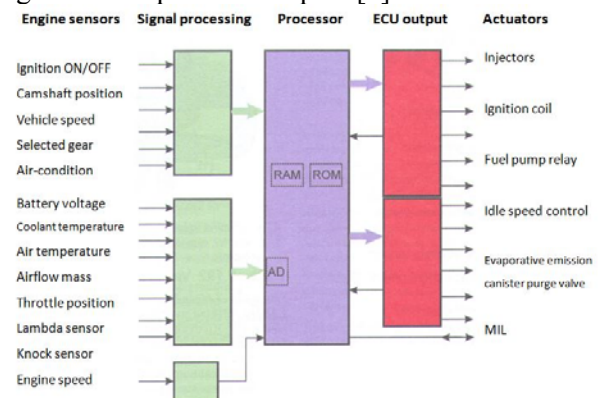 Engine sensors Signal processing Processor ECU output Actuators
Ignition ON/OFF
Camshaft position
Vehicle speed
Selected gear
Air-condition
Battery voltage
Coolant temperature
Air temperature
Airflow mass
Throttle position
Lambda sensor
Knock sensor
Engine speed
RAM ROM
AD
Injectors
Ignition coil
Fuel pump relay
Idle speed control
Evaporative emission
canister purge valve
MIL